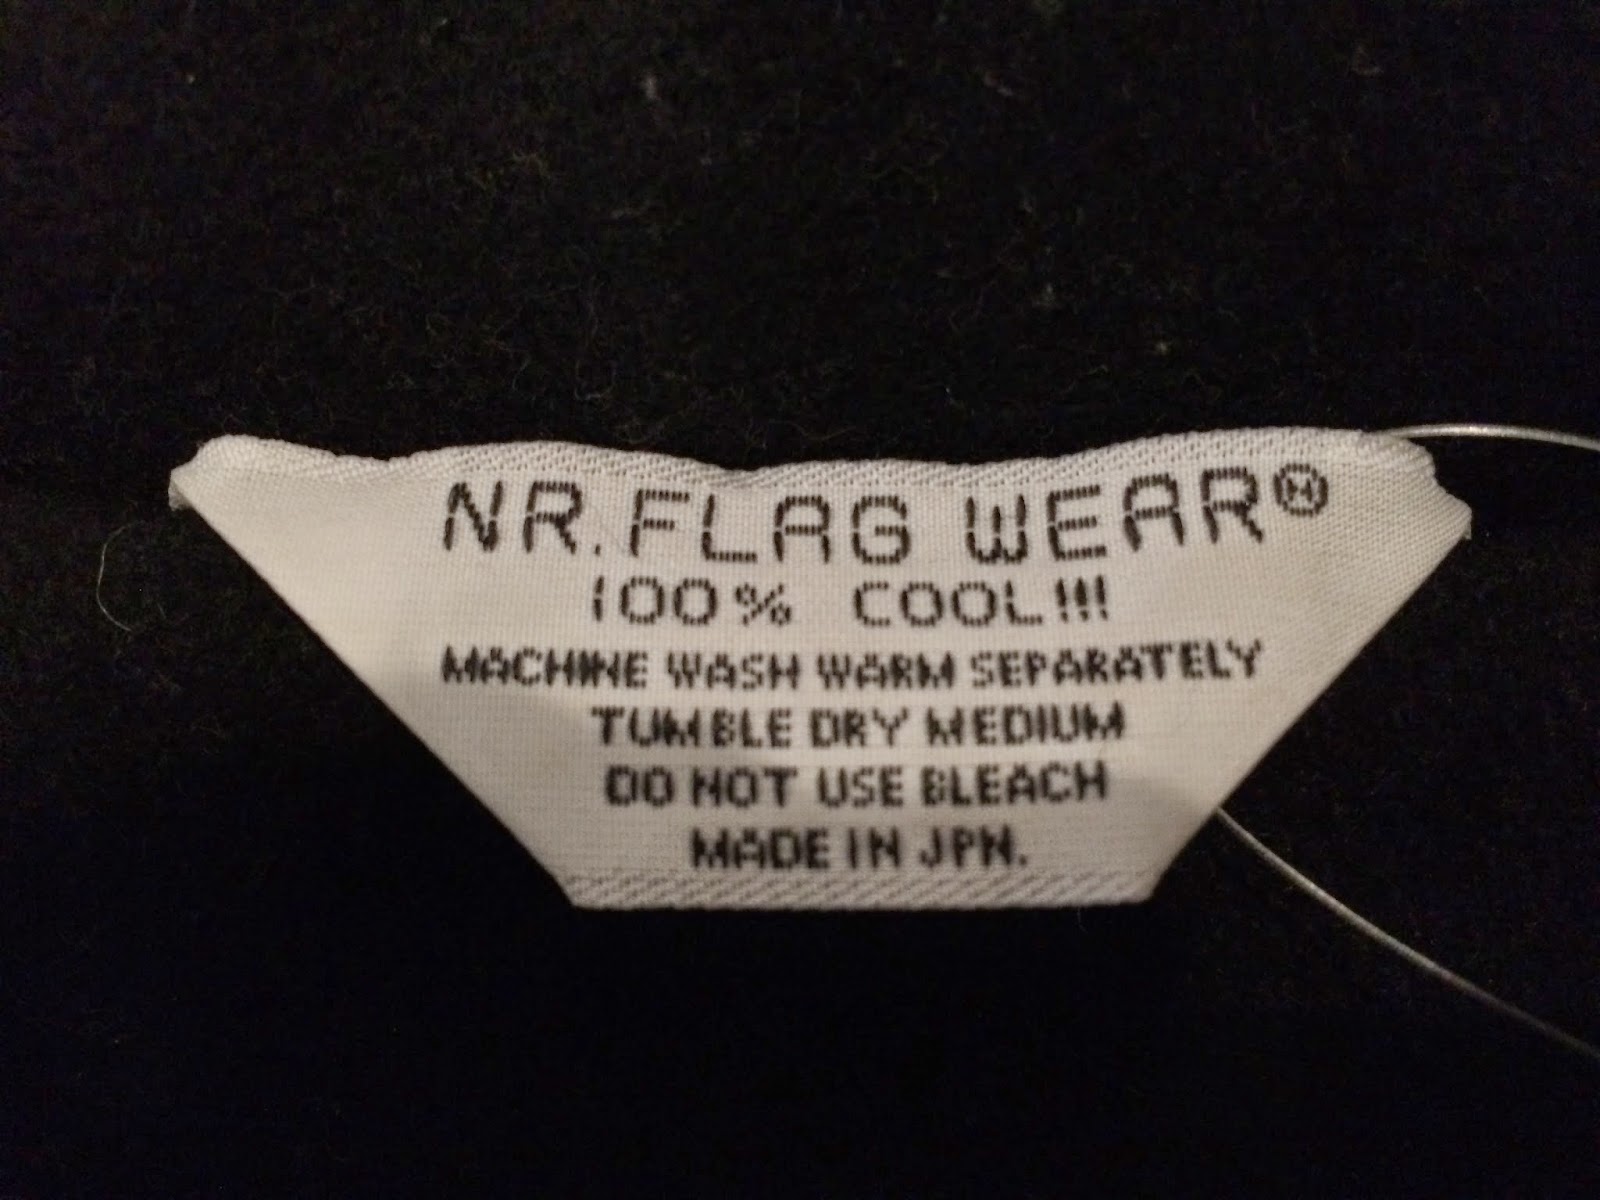 NR.FLAG WEAR®
100% COOL!!!
MACHINE WASH WARM SEPARATELY
TUMBLE DRY MEDIUM
DO NOT USE BLEACH
MADE IN JPN.